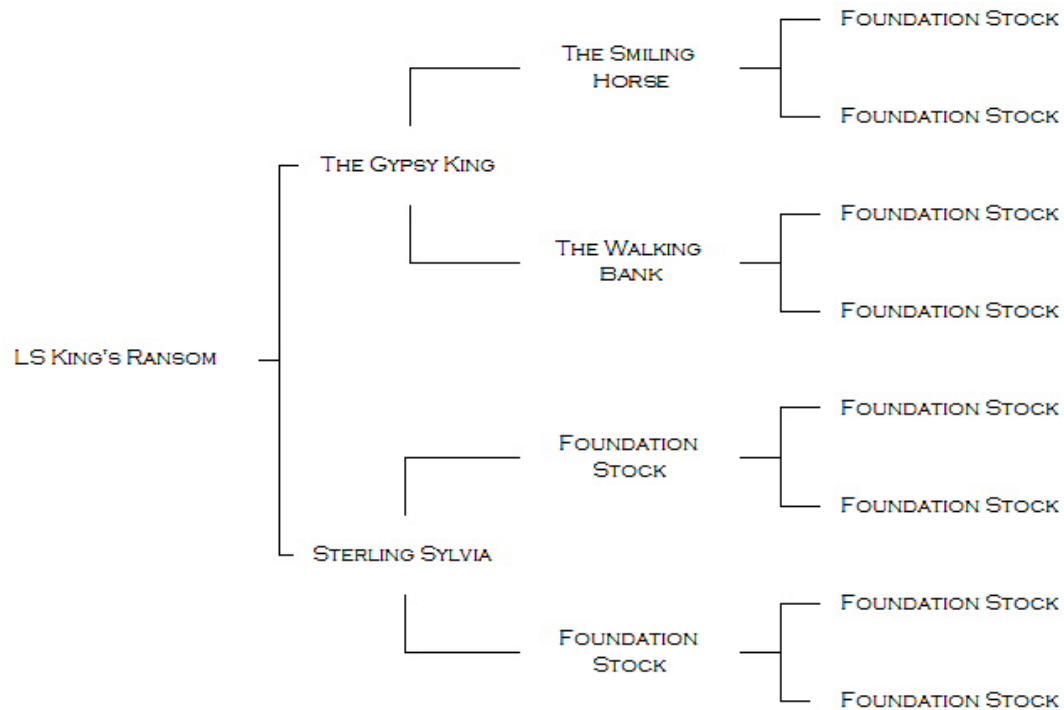 Foundation Stock
The Smiling
Horse
Foundation Stock
The Gypsy King
Foundation Stock
The Walking
Bank
Foundation Stock
LS King's Ransom
Foundation Stock
Foundation
Stock
Foundation Stock
Sterling Sylvia
Foundation Stock
Foundation
Stock
Foundation Stock